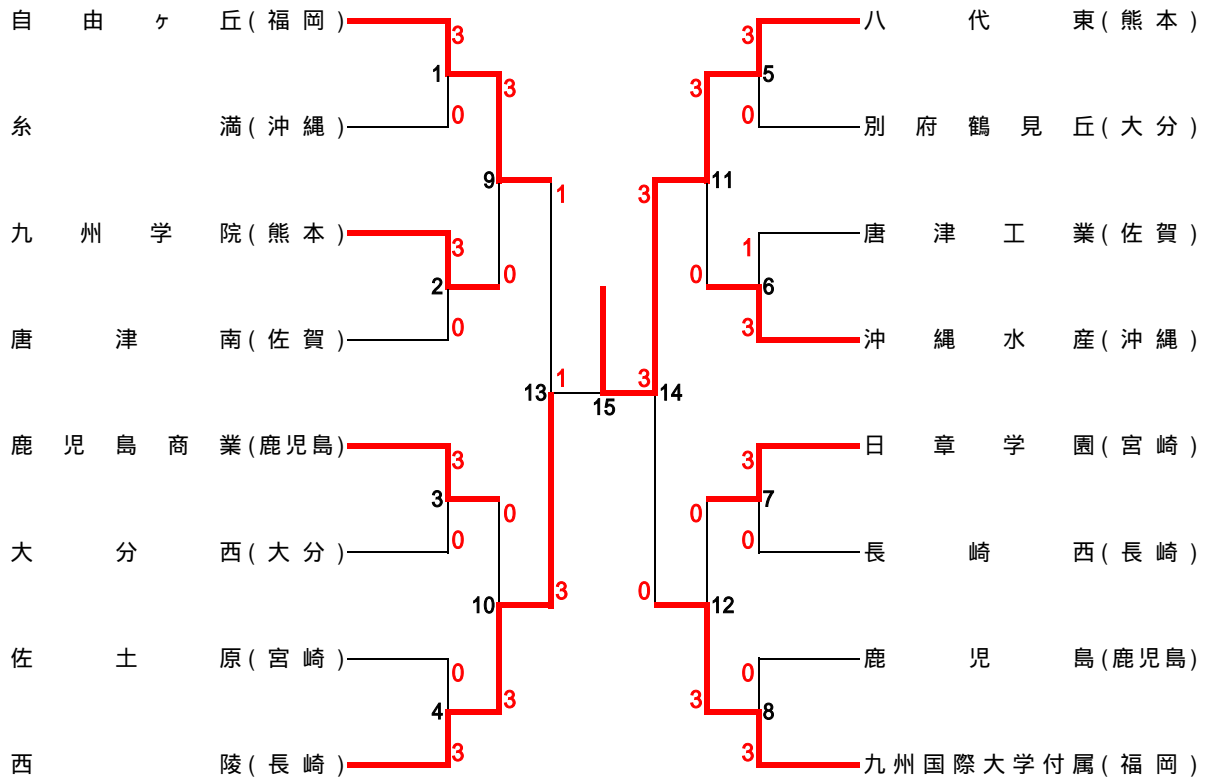 自由ヶ丘(福岡) 3 3 八代東(熊本)
1 3 3 5
糸満(沖縄) 0 0 別府鶴見丘(大分)
9 1 3 11
九州学院(熊本) 3 1 唐津工業(佐賀)
2 0 0 6
唐津南(佐賀) 0 3 沖縄水産(沖縄)
13 1 15 3 14
鹿児島商業(鹿児島) 3 3 日章学園(宮崎)
3 0 0 7
大分西(大分) 0 0 長崎西(長崎)
10 3 0 12
佐土原(宮崎) 0 0 鹿児島(鹿児島)
4 3 3 8
西陵(長崎) 3 3 九州国際大学付属(福岡)